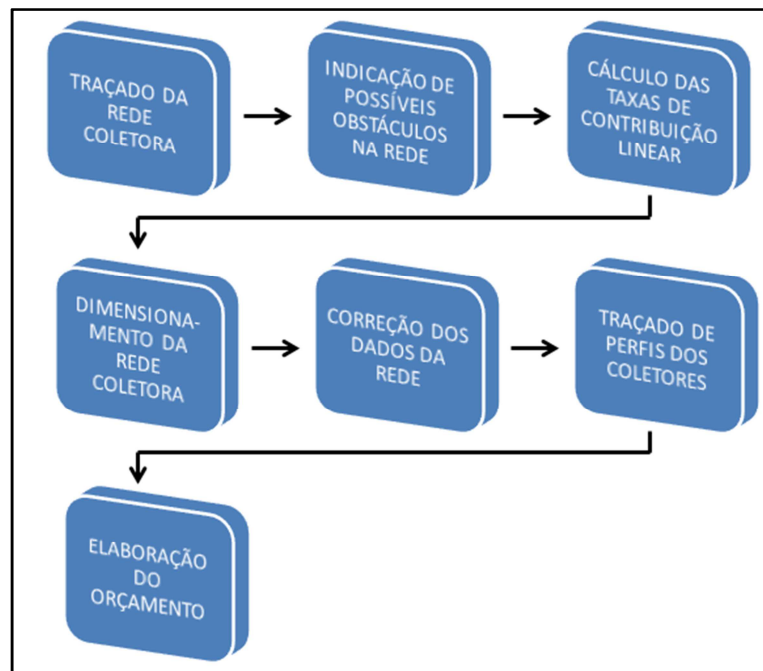 TRAÇADO DA
REDE
COLETORA
INDICAÇÃO DE
POSSÍVEIS
OBSTÁCULOS
NA REDE
CÁLCULO DAS
TAXAS DE
CONTRIBUIÇÃO
LINEAR
DIMENSIONA-
MENTO DA
REDE
COLETORA
CORREÇÃO DOS
DADOS DA
REDE
TRAÇADO DE
PERFIS DOS
COLETORES
ELABORAÇÃO
DO
ORÇAMENTO